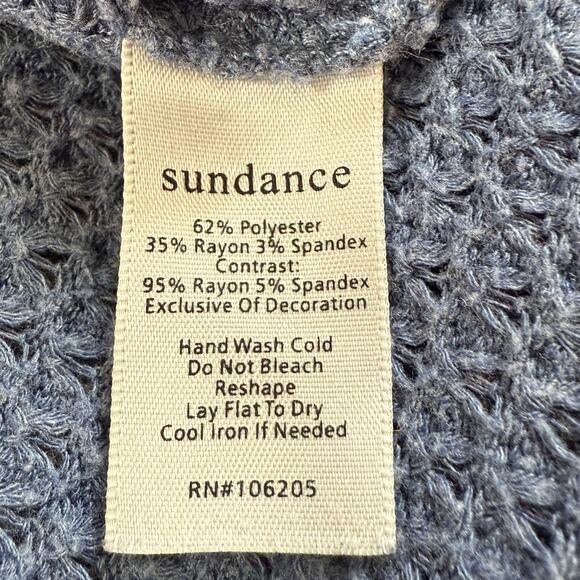 sundance
62% Polyester
35% Rayon 3% Spandex
Contrast:
95% Rayon 5% Spandex
Exclusive Of Decoration
Hand Wash Cold
Do Not Bleach
Reshape
Lay Flat To Dry
Cool Iron If Needed
RN#106205